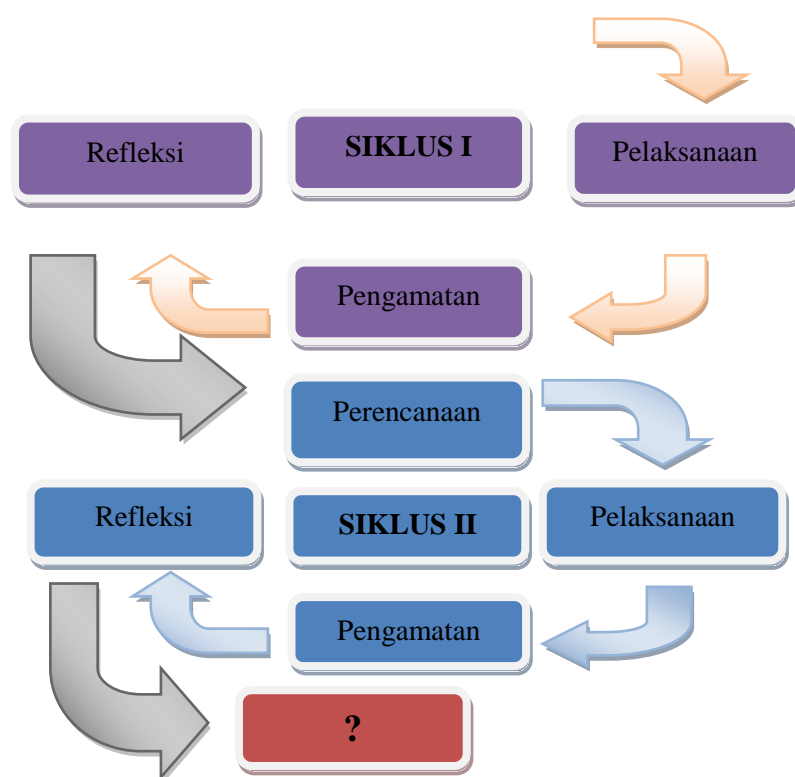 Refleksi
SIKLUS I
Pelaksanaan
Pengamatan
Perencanaan
Refleksi
SIKLUS II
Pelaksanaan
Pengamatan
?